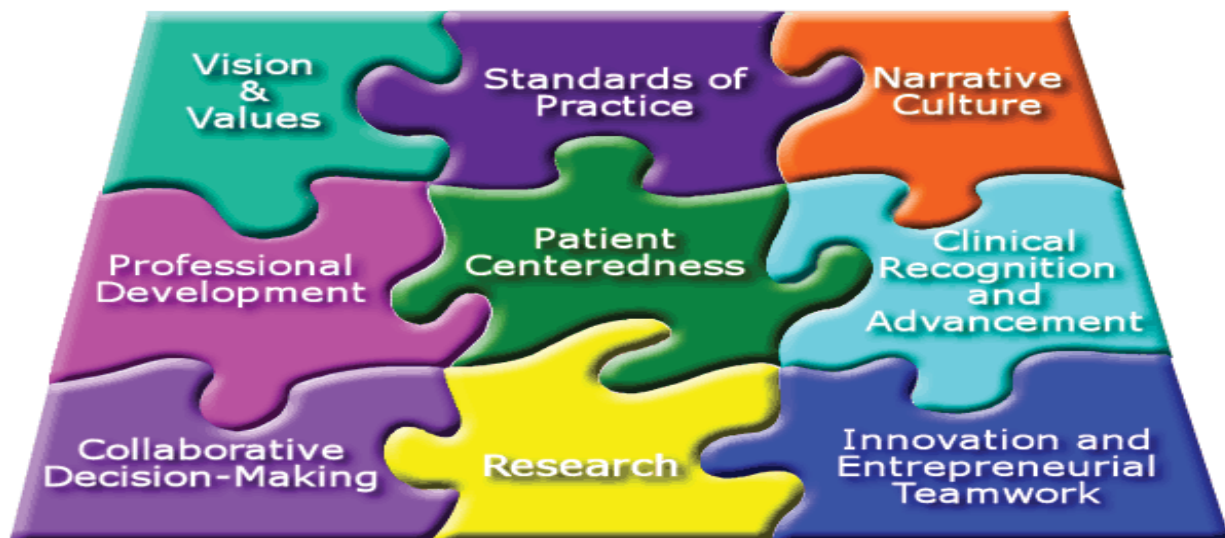 Vision
&
Values
Standards of
Practice
Narrative
Culture
Professional
Development
Patient
Centeredness
Clinical
Recognition
and
Advancement
Collaborative
Decision-Making
Research
Innovation and
Entrepreneurial
Teamwork